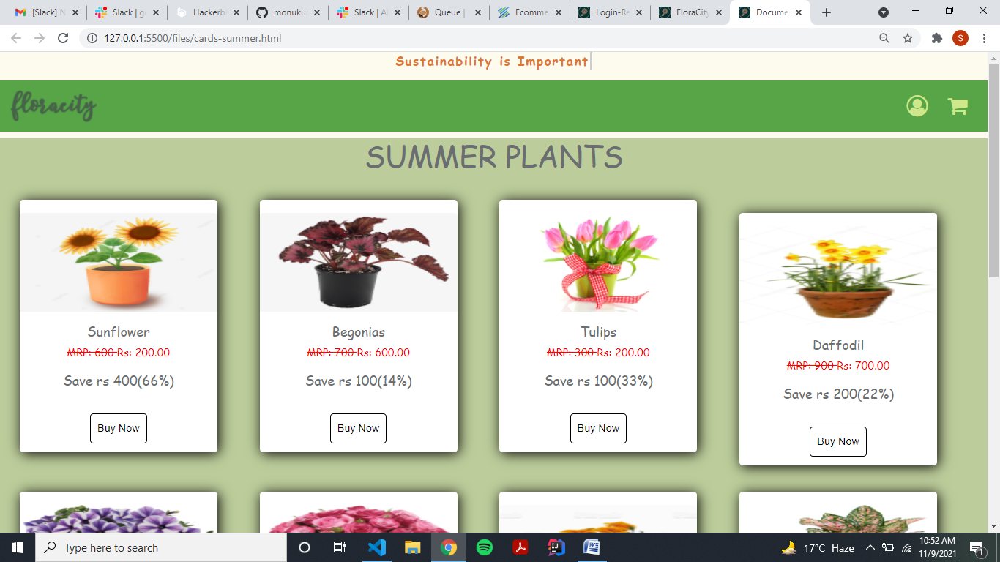 [Slack] N
Slack | g
Hackerb
monuku
Slack | A
Queue |
Ecomme
Login-Re
FloraCity
Docume
127.0.0.1:5500/files/cards-summer.html
S
Sustainability is Important
floracity
SUMMER PLANTS
Sunflower
MRP: 600 Rs: 200.00
Save rs 400(66%)
Buy Now
Begonias
MRP: 700 Rs: 600.00
Save rs 100(14%)
Buy Now
Tulips
MRP: 300 Rs: 200.00
Save rs 100(33%)
Buy Now
Daffodil
MRP: 900 Rs: 700.00
Save rs 200(22%)
Buy Now
Type here to search
17°C Haze
10:52 AM
11/9/2021
1